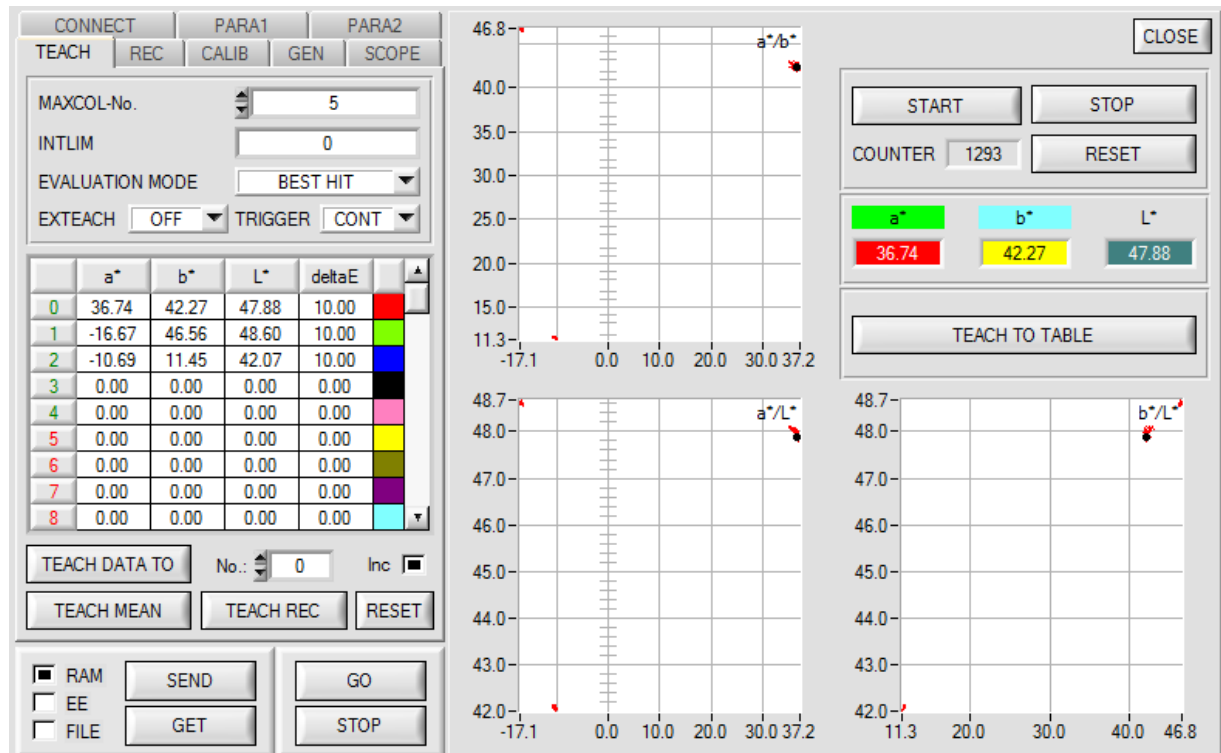 CONNECT PARA1 PARA2
TEACH REC CALIB GEN SCOPE
MAXCOL-No. 5
INTLIM 0
EVALUATION MODE BEST HIT
EXTEACH OFF TRIGGER CONT
a* b* L* deltaE
0 36.74 42.27 47.88 10.00
1 -16.67 46.56 48.60 10.00
2 -10.69 11.45 42.07 10.00
3 0.00 0.00 0.00 0.00
4 0.00 0.00 0.00 0.00
5 0.00 0.00 0.00 0.00
6 0.00 0.00 0.00 0.00
7 0.00 0.00 0.00 0.00
8 0.00 0.00 0.00 0.00
TEACH DATA TO No.: 0 Inc
TEACH MEAN TEACH REC RESET
RAM SEND GO
EE
FILE GET STOP
46.8
a*/b*
40.0
35.0
30.0
25.0
20.0
15.0
11.3
-17.1 0.0 10.0 20.0 30.0 37.2
48.7
a*/L*
48.0
47.0
46.0
45.0
44.0
43.0
42.0
-17.1 0.0 10.0 20.0 30.0 37.2
CLOSE
START STOP
COUNTER 1293 RESET
a* b* L*
36.74 42.27 47.88
TEACH TO TABLE
48.7
b*/L*
48.0
47.0
46.0
45.0
44.0
43.0
42.0
11.3 20.0 30.0 40.0 46.8